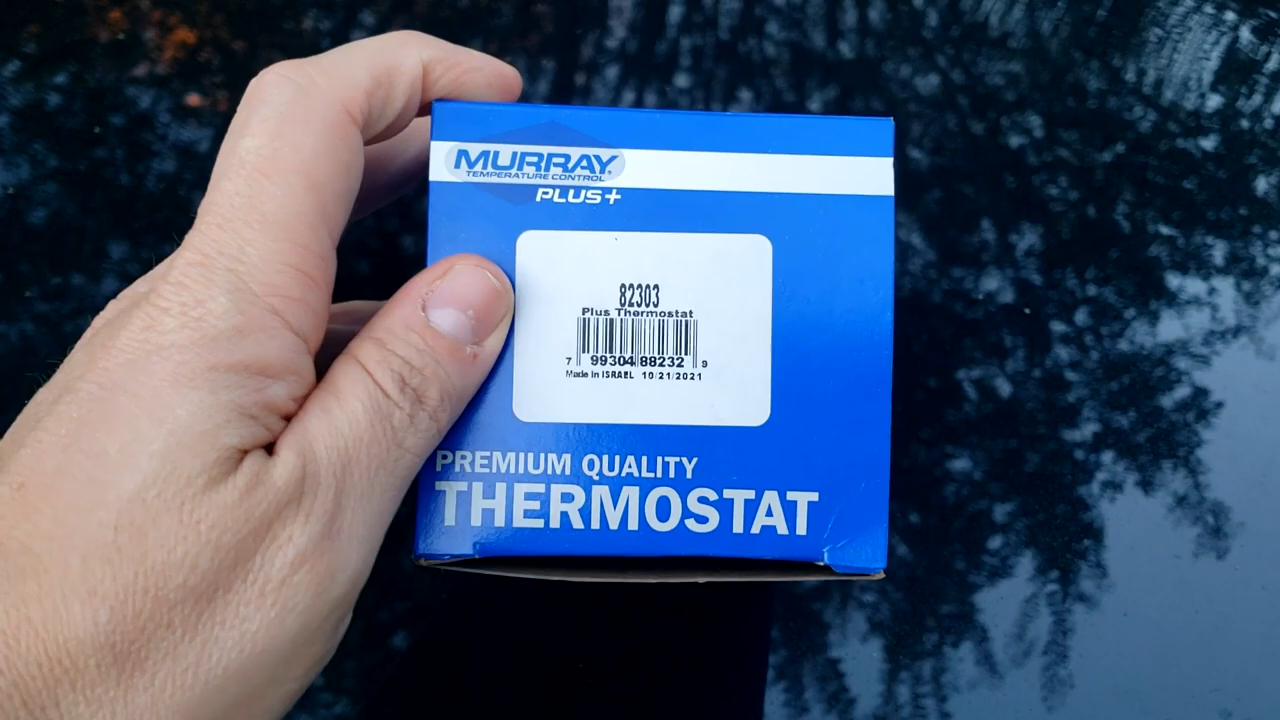 MURRAY
TEMPERATURE CONTROL
PLUS+
82303
Plus Thermostat
7 99304 88232 9
Made in ISRAEL 10/21/2021
PREMIUM QUALITY
THERMOSTAT